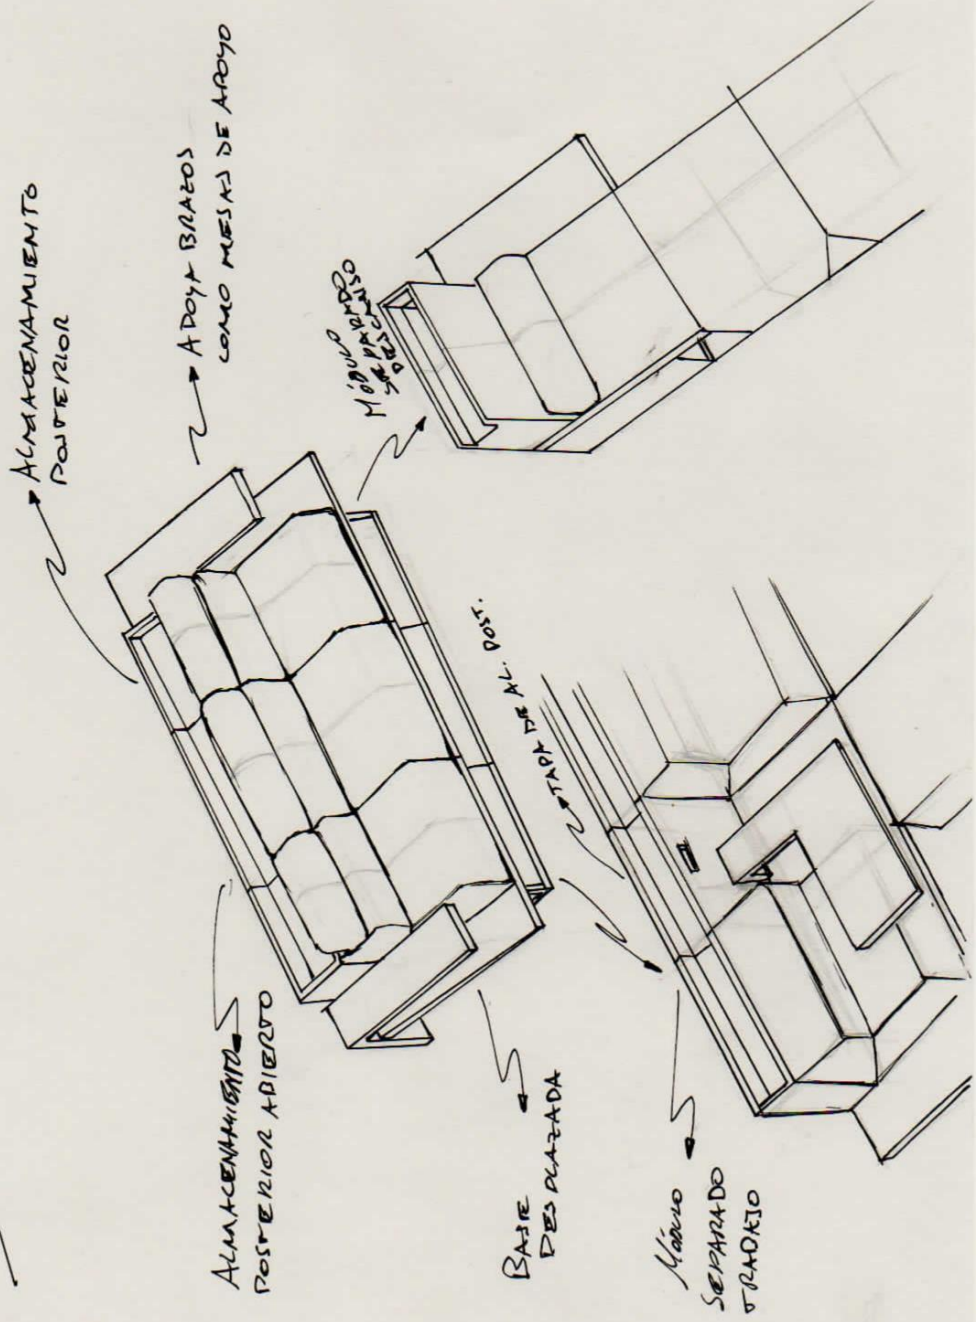 ALMACENAMIENTO
POSTERIOR
APOYA BRAZOS
COMO MESAS DE APOYO
ALMACENAMIENTO
POSTERIOR ABIERTO
MÓDULO
SEPARADO
DESCANSO
BASE
DESPLAZADA
TAPA DE AL. POST.
MÓDULO
SEPARADO
TRABAJO